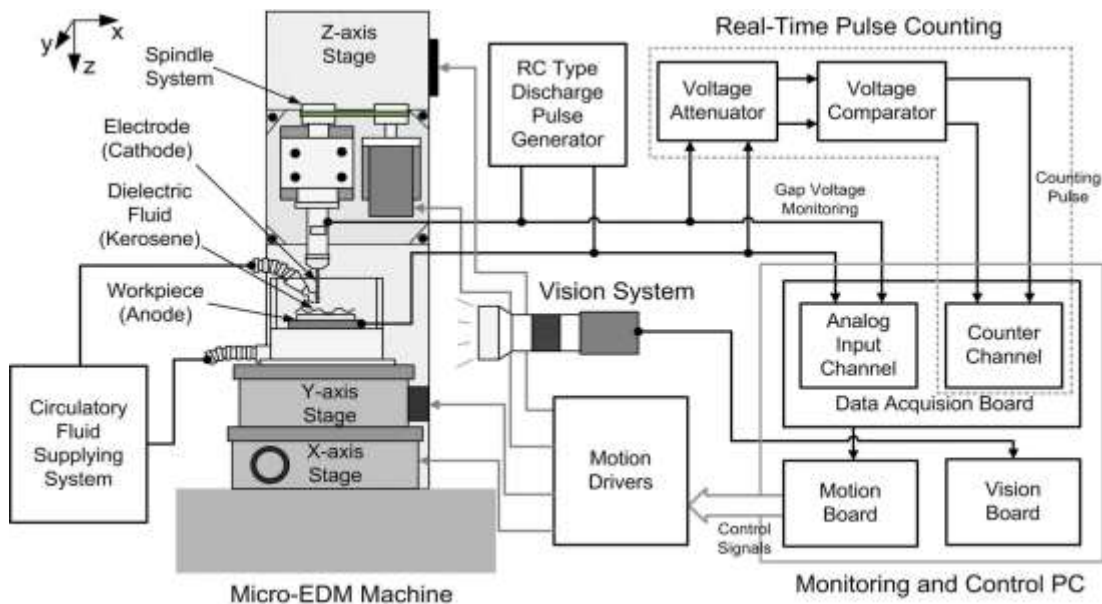 x
y
z
Z-axis
Stage
Spindle
System
Electrode
(Cathode)
Dielectric
Fluid
(Kerosene)
Workpiece
(Anode)
Circulatory
Fluid
Supplying
System
Y-axis
Stage
X-axis
Stage
Micro-EDM Machine
RC Type
Discharge
Pulse
Generator
Real-Time Pulse Counting
Voltage
Attenuator
Voltage
Comparator
Gap Voltage
Monitoring
Counting
Pulse
Vision System
Analog
Input
Channel
Counter
Channel
Data Acquision Board
Motion
Drivers
Control
Signals
Motion
Board
Vision
Board
Monitoring and Control PC